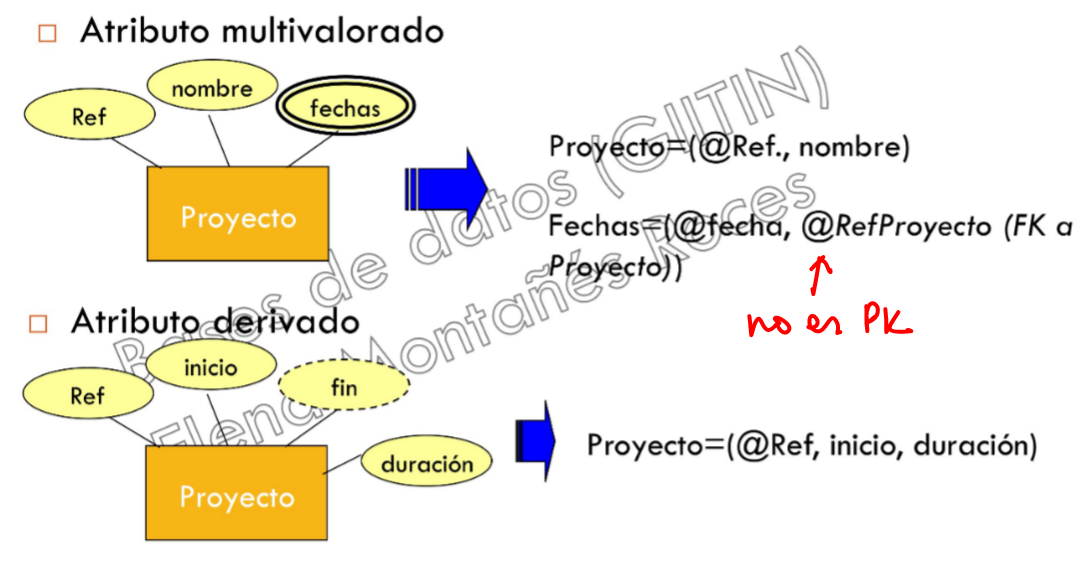 Atributo multivalorado
Ref
nombre
fechas
Proyecto
Proyecto=(@Ref., nombre)
Fechas=(@fecha, @RefProyecto (FK a
Proyecto))
no es PK
Atributo derivado
Ref
inicio
fin
duración
Proyecto
Proyecto=(@Ref, inicio, duración)
Bases de datos (GIITIN)
Elena Montañés Roces